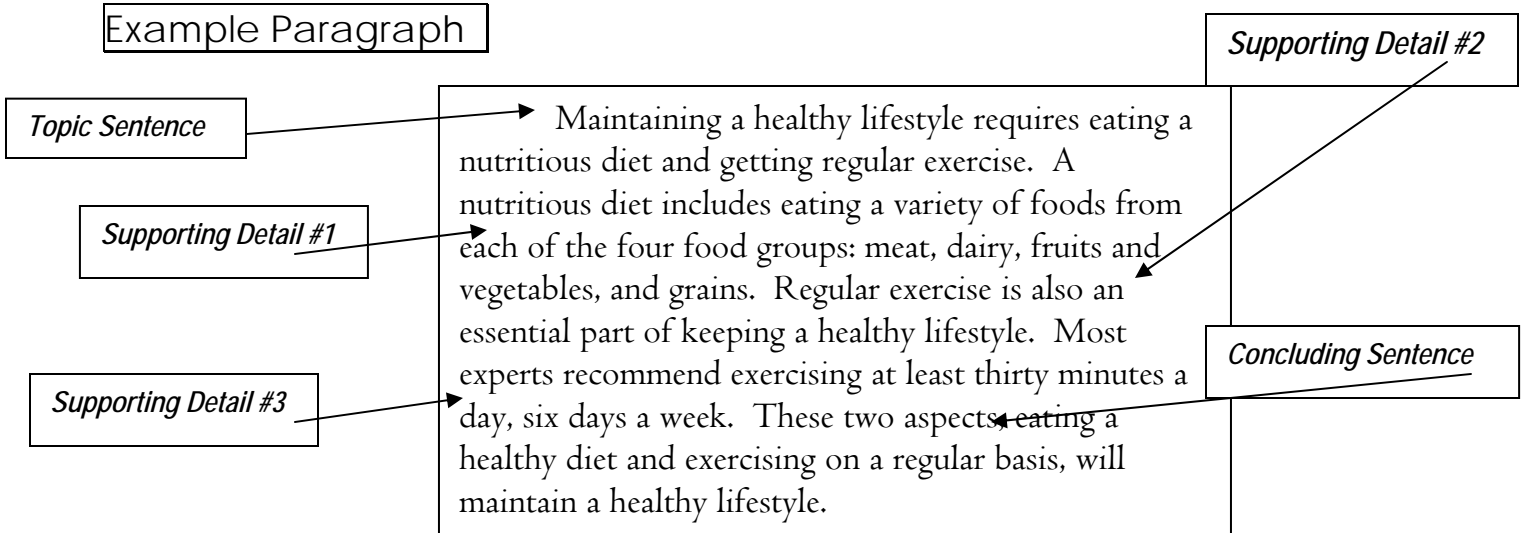 Example Paragraph
Supporting Detail #2
Topic Sentence
Maintaining a healthy lifestyle requires eating a
nutritious diet and getting regular exercise. A
nutritious diet includes eating a variety of foods from
Supporting Detail #1
each of the four food groups: meat, dairy, fruits and
vegetables, and grains. Regular exercise is also an
essential part of keeping a healthy lifestyle. Most
Concluding Sentence
experts recommend exercising at least thirty minutes a
Supporting Detail #3
day, six days a week. These two aspects, eating a
healthy diet and exercising on a regular basis, will
maintain a healthy lifestyle.